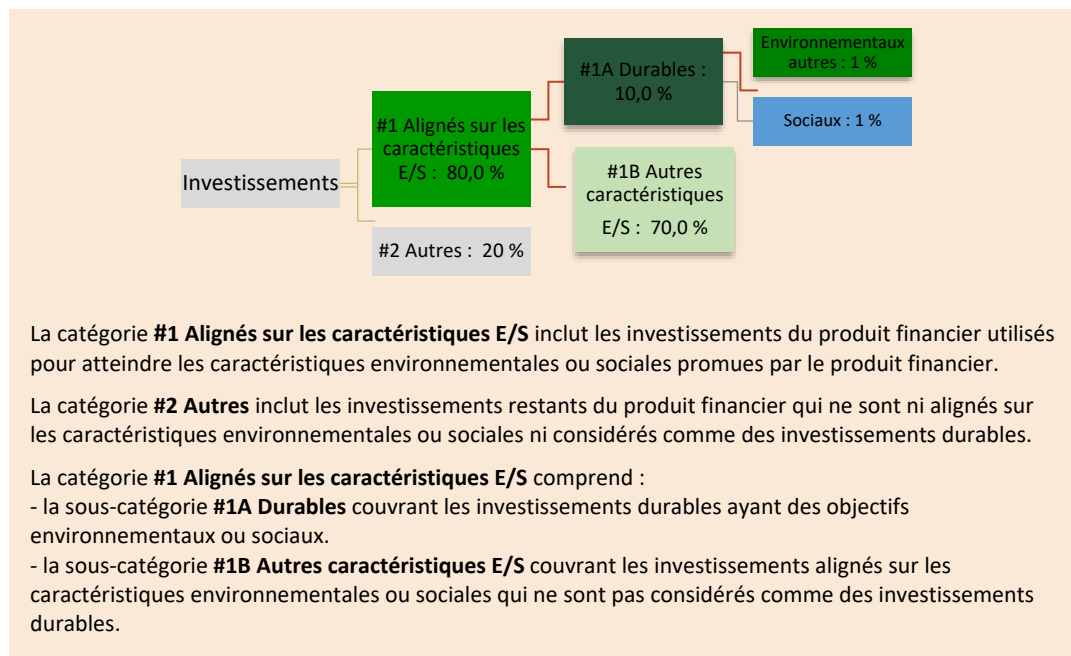 Investissements
#1 Alignés sur les
caractéristiques
E/S :  80,0 %
#2 Autres :  20 %
#1A Durables :
10,0 %
#1B Autres
caractéristiques
E/S :  70,0 %
Environnementaux
autres : 1 %
Sociaux : 1 %
La catégorie #1 Alignés sur les caractéristiques E/S inclut les investissements du produit financier utilisés
pour atteindre les caractéristiques environnementales ou sociales promues par le produit financier.
La catégorie #2 Autres inclut les investissements restants du produit financier qui ne sont ni alignés sur
les caractéristiques environnementales ou sociales ni considérés comme des investissements durables.
La catégorie #1 Alignés sur les caractéristiques E/S comprend :
- la sous-catégorie #1A Durables couvrant les investissements durables ayant des objectifs
environnementaux ou sociaux.
- la sous-catégorie #1B Autres caractéristiques E/S couvrant les investissements alignés sur les
caractéristiques environnementales ou sociales qui ne sont pas considérés comme des investissements
durables.